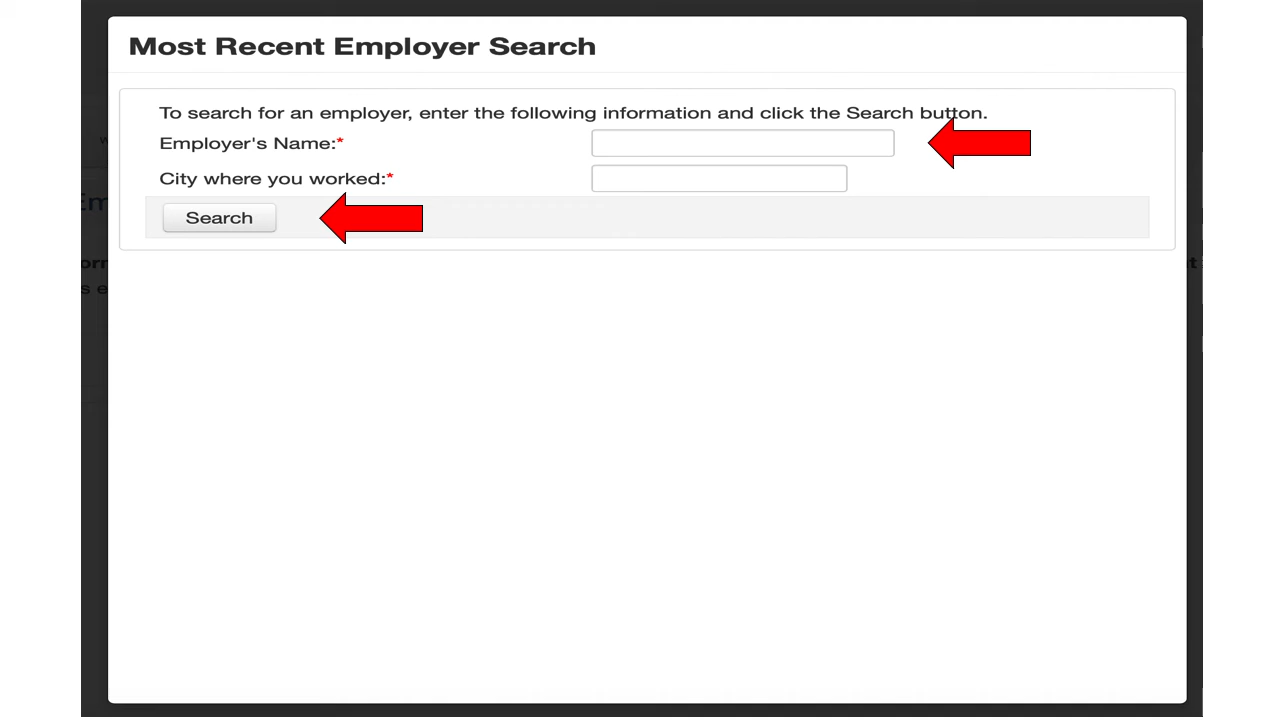 Most Recent Employer Search
To search for an employer, enter the following information and click the Search button.
Employer's Name:*
City where you worked:*
Search